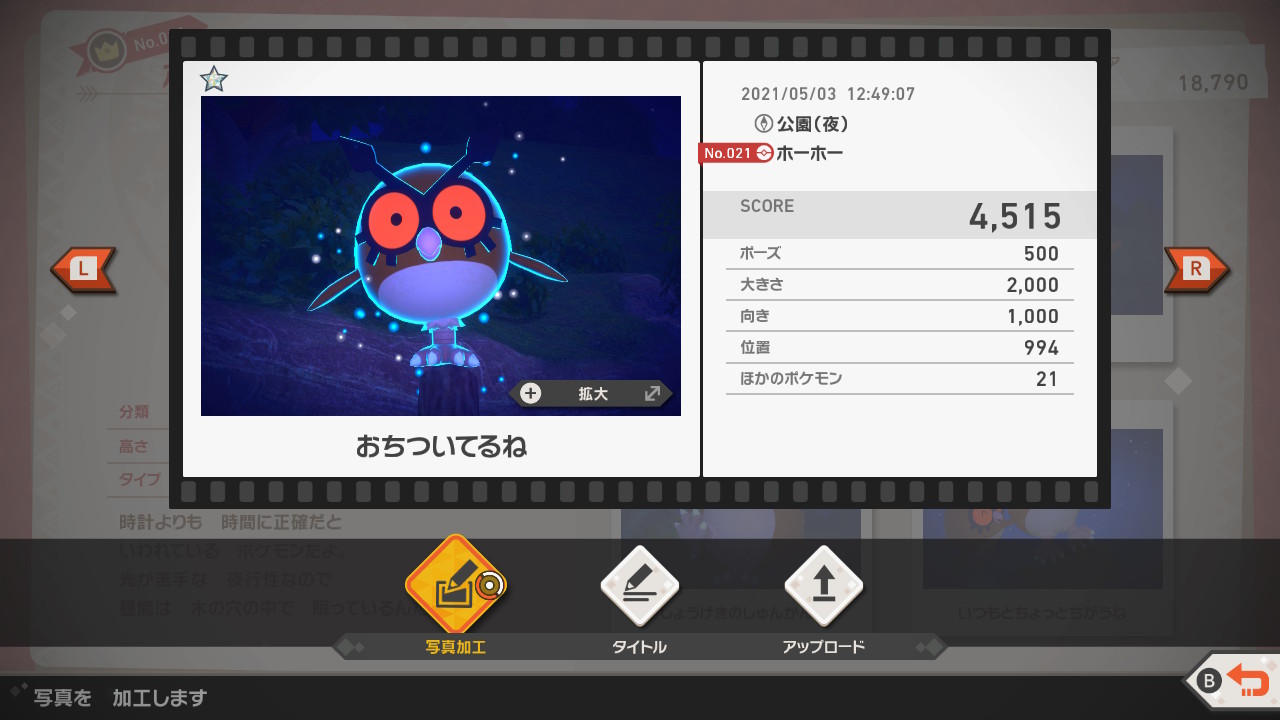 18,790
2021/05/03 12:49:07
公園(夜)
No.021 ホーホー
SCORE 4,515
ポーズ 500
大きさ 2,000
向き 1,000
位置 994
ほかのポケモン 21
拡大
おちついてるね
L
R
分類
高さ
タイプ
時計よりも 時間に正確だと
いわれている ポケモンだよ。
光が苦手な 夜行性なので
木の穴の中で 眠っている
いつもとちょっとちがうね
写真加工
タイトル
アップロード
写真を 加工します
B